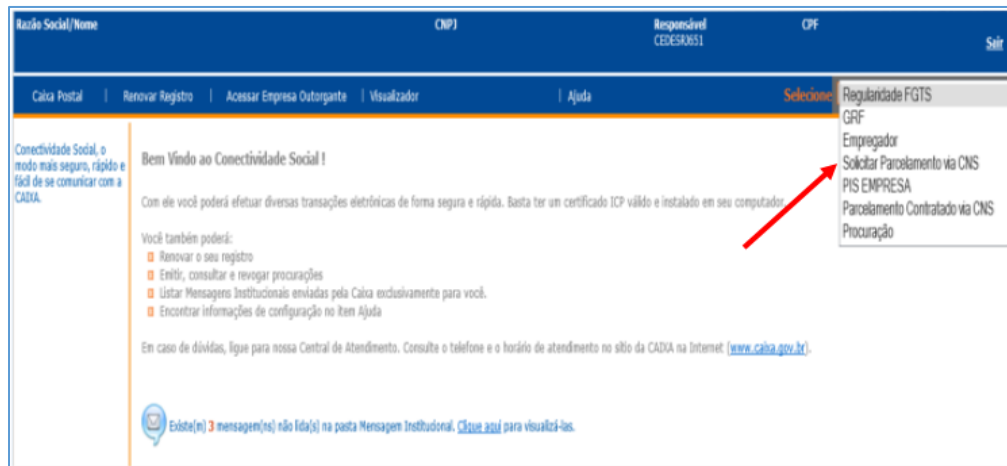 Razão Social/Nome CNPJ Responsável CPF
CEDESRJ651
Sair
Caixa Postal | Renovar Registro | Acessar Empresa Outorgante | Visualizador | Ajuda Selecione
Regularidade FGTS
GRF
Empregador
Solicitar Parcelamento via CNS
PIS EMPRESA
Parcelamento Contratado via CNS
Procuração
Conectividade Social, o
modo mais seguro, rápido e
fácil de se comunicar com a
CAIXA.
Bem Vindo ao Conectividade Social !
Com ele você poderá efetuar diversas transações eletrônicas de forma segura e rápida. Basta ter um certificado ICP válido e instalado em seu computador.
Você também poderá:
Renovar o seu registro
Emitir, consultar e revogar procurações
Listar Mensagens Institucionais enviadas pela Caixa exclusivamente para você.
Encontrar informações de configuração no item Ajuda
Em caso de dúvidas, ligue para nossa Central de Atendimento. Consulte o telefone e o horário de atendimento no sítio da CAIXA na Internet (www.caixa.gov.br).
Existe(m) 3 mensagem(ns) não lida(s) na pasta Mensagem Institucional. Clique aqui para visualizá-las.